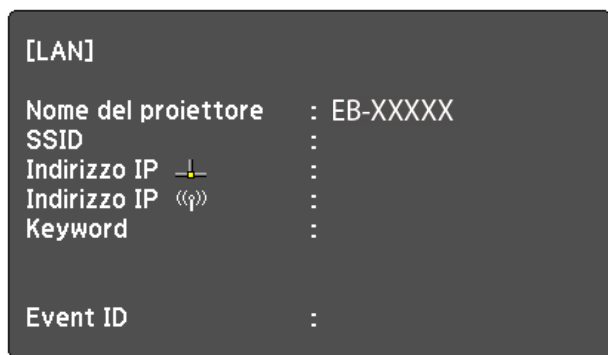 [LAN]
Nome del proiettore : EB-XXXXX
SSID :
Indirizzo IP :
Indirizzo IP :
Keyword :
Event ID :